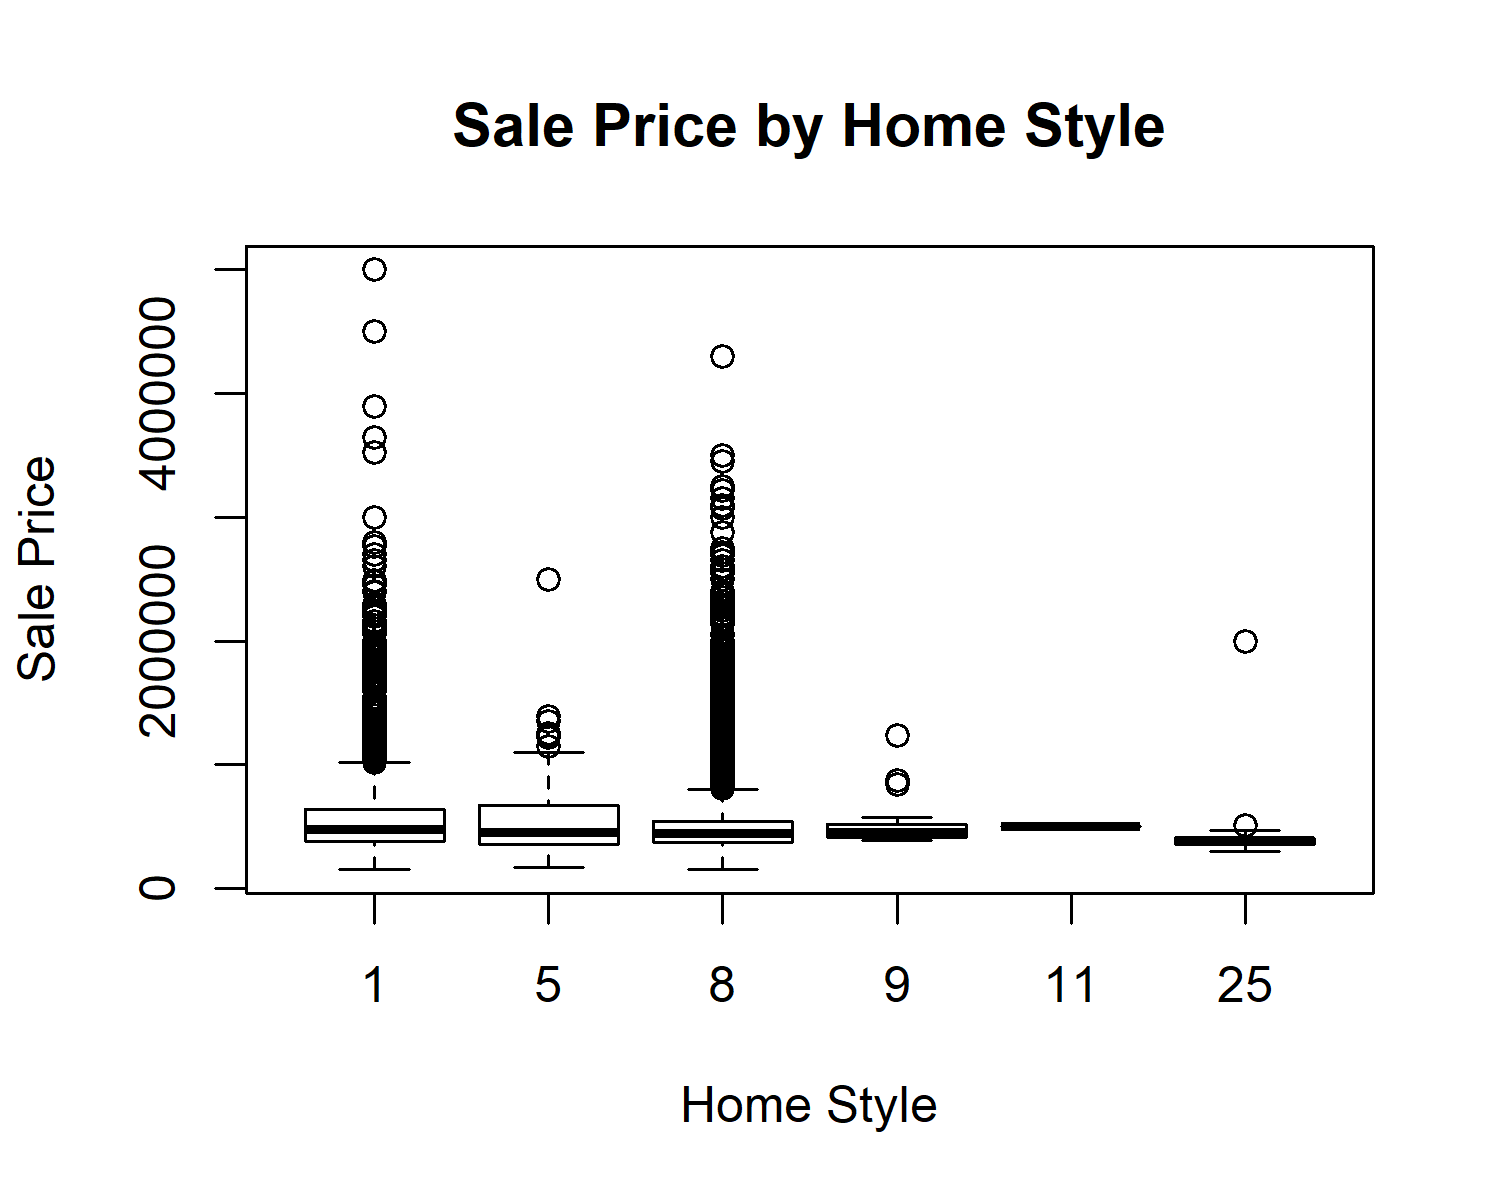 Sale Price by Home Style
Sale Price
4000000
2000000
0
1 5 8 9 11 25
Home Style